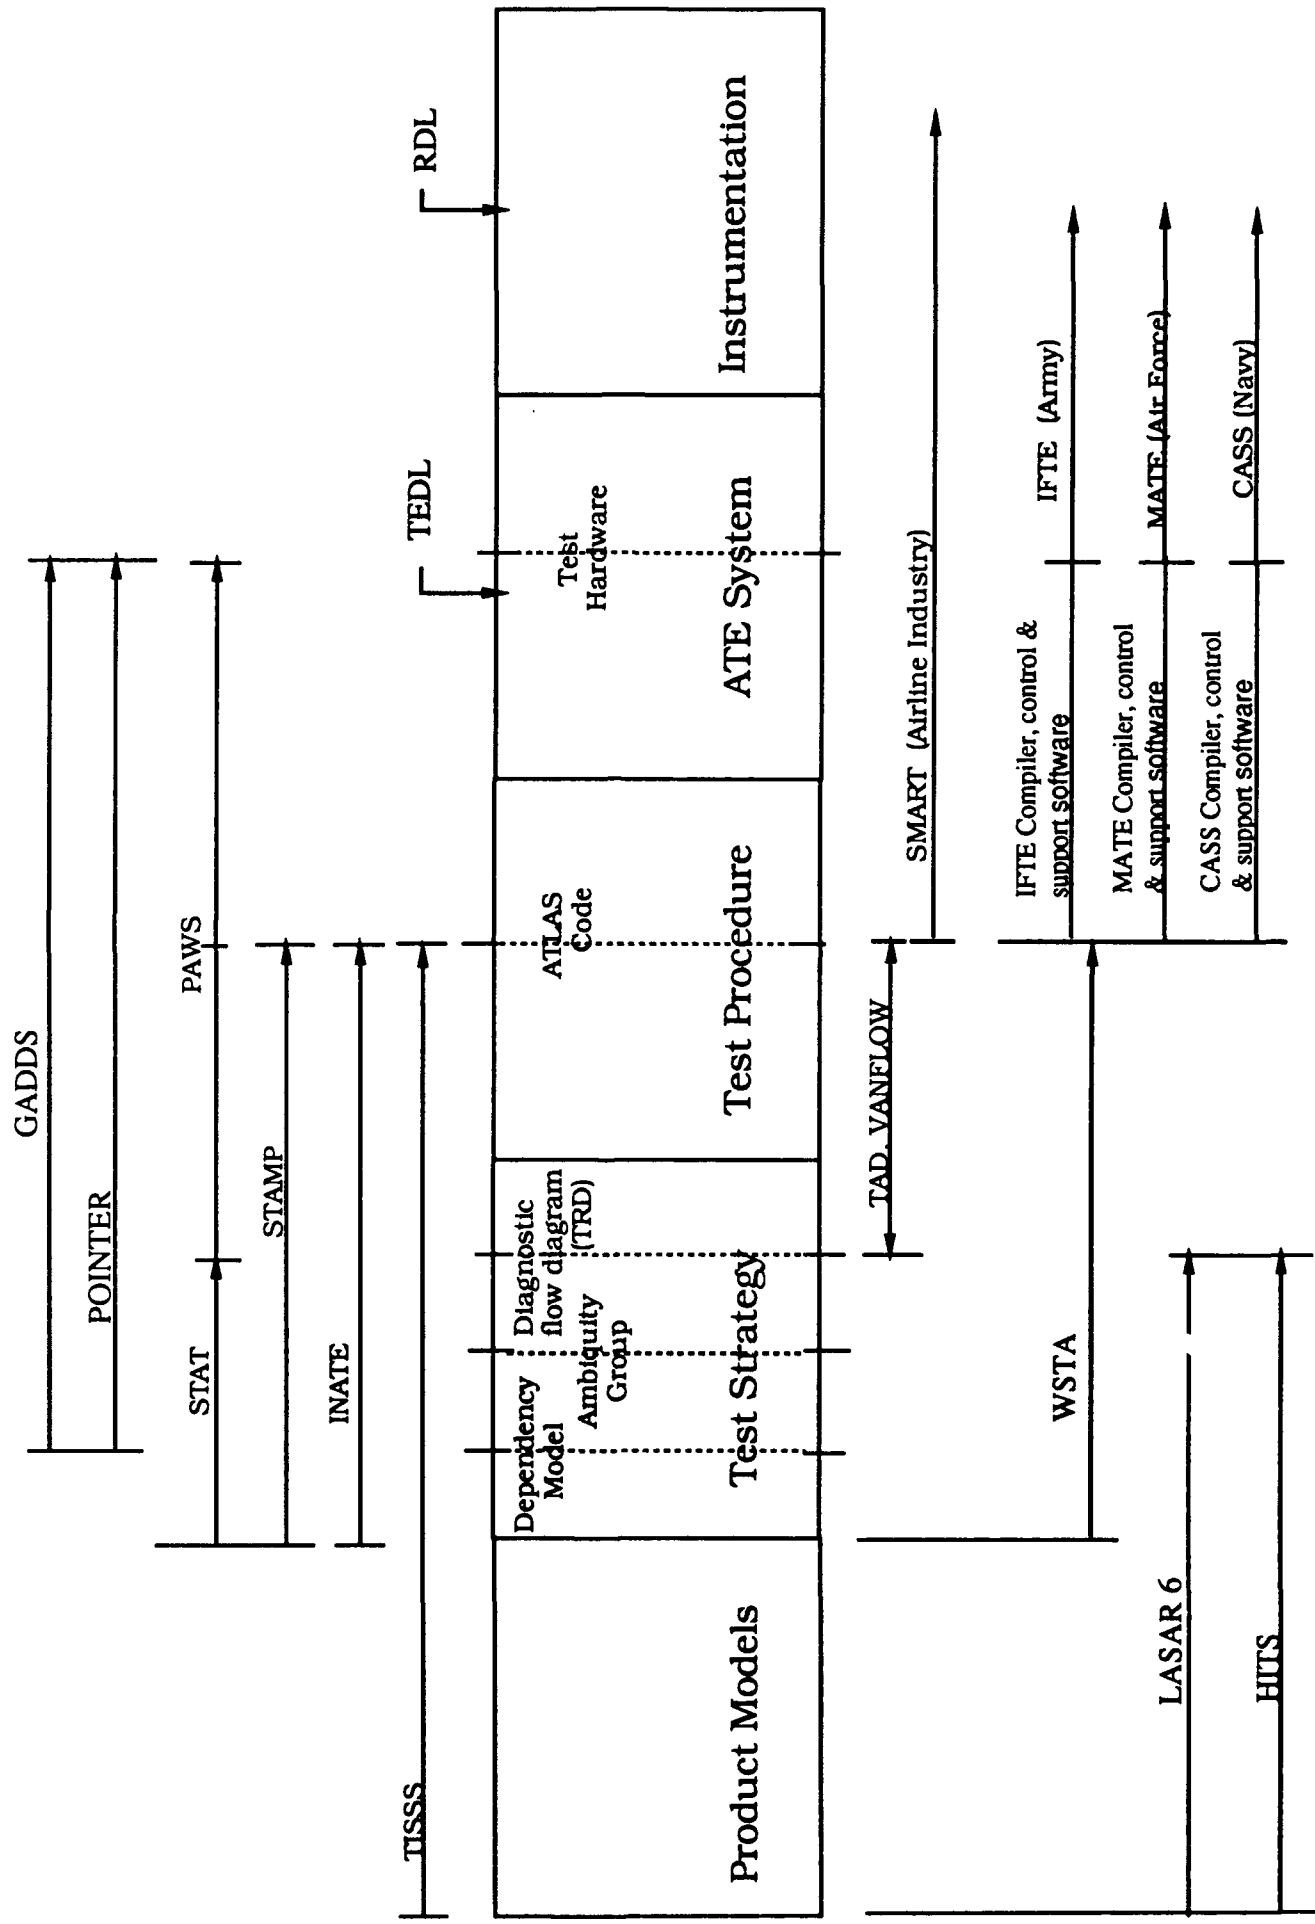 GADDS
POINTER
STAT
PAWS
STAMP
INATE
TISSS
TEDL
RDL
Dependency
Model
Ambiquity
Group
Diagnostic
flow diagram
(TRD)
ATLAS
Code
Test
Hardware
Product Models
Test Strategy
Test Procedure
ATE System
Instrumentation
TAD. VANFLOW
SMART (Airline Industry)
WSTA
IFTE Compiler, control &
support software
IFTE (Army)
MATE Compiler, control
& support software
MATE (Air Force)
CASS Compiler, control
& support software
CASS (Navy)
LASAR 6
HITS